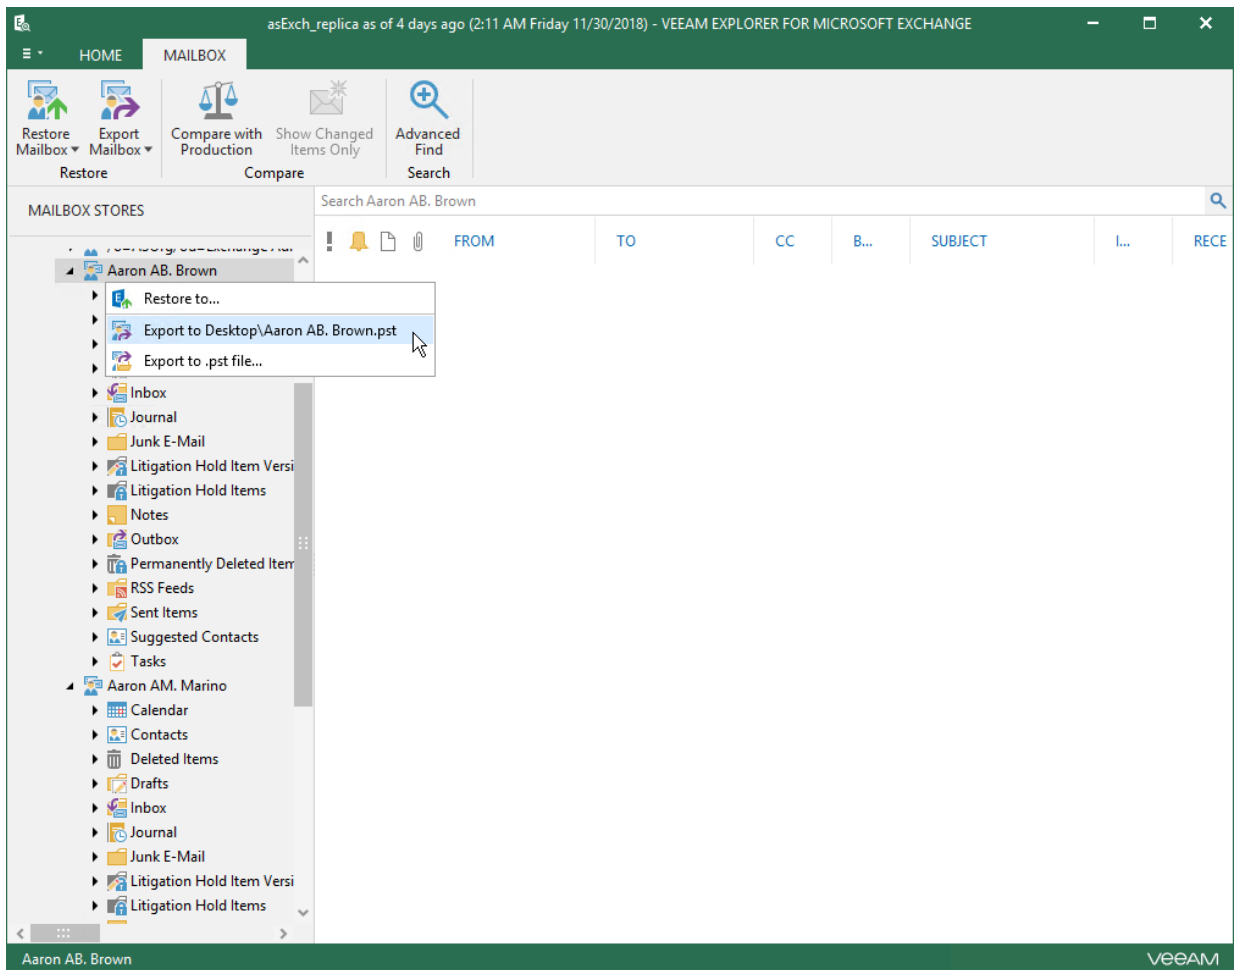 asExch_replica as of 4 days ago (2:11 AM Friday 11/30/2018) - VEEAM EXPLORER FOR MICROSOFT EXCHANGE
HOME MAILBOX
Restore Mailbox
Export Mailbox
Compare with Production
Show Changed Items Only
Advanced Find
Restore Compare Search
MAILBOX STORES
Search Aaron AB. Brown
FROM TO CC B... SUBJECT I... RECE
Aaron AB. Brown
Restore to...
Export to Desktop\Aaron AB. Brown.pst
Export to .pst file...
Inbox
Journal
Junk E-Mail
Litigation Hold Item Versi
Litigation Hold Items
Notes
Outbox
Permanently Deleted Item
RSS Feeds
Sent Items
Suggested Contacts
Tasks
Aaron AM. Marino
Calendar
Contacts
Deleted Items
Drafts
Inbox
Journal
Junk E-Mail
Litigation Hold Item Versi
Litigation Hold Items
Aaron AB. Brown
veeAM